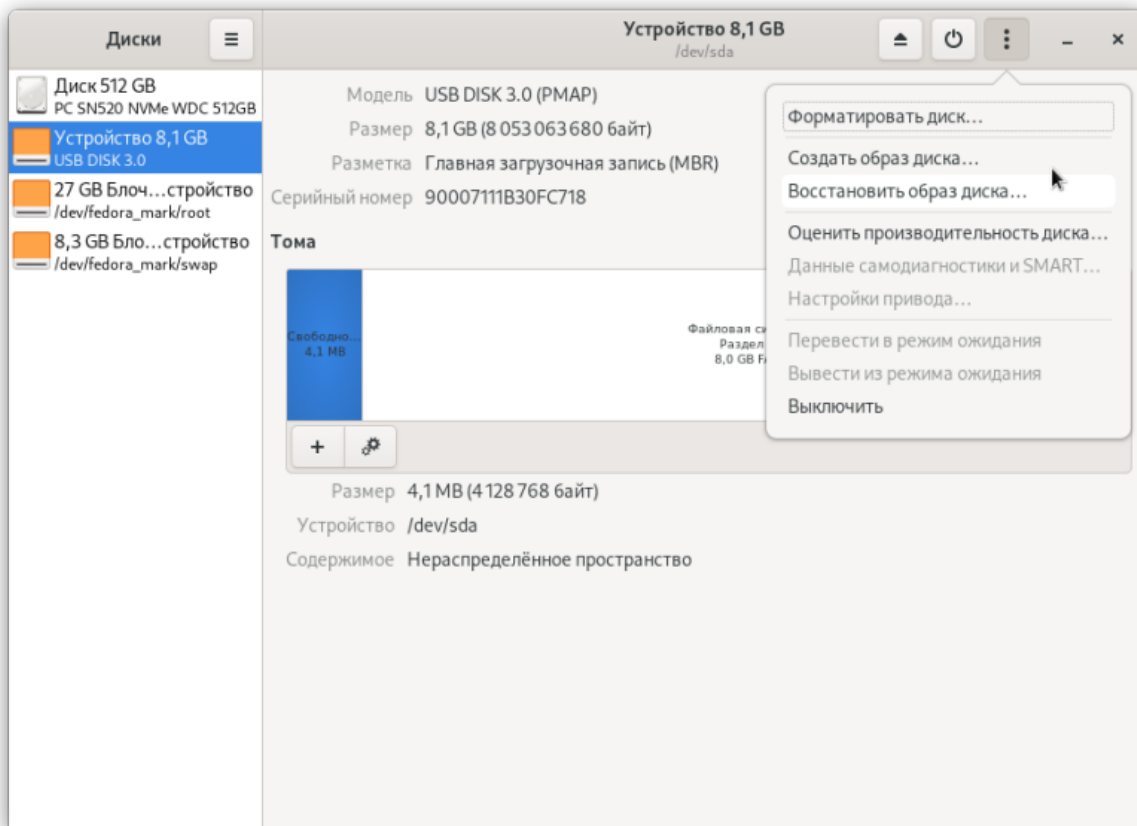 Диски
Устройство 8,1 GB
/dev/sda
Диск 512 GB
PC SN520 NVMe WDC 512GB
Устройство 8,1 GB
USB DISK 3.0
27 GB Блоч...стройство
/dev/fedora_mark/root
8,3 GB Бло...стройство
/dev/fedora_mark/swap
Модель USB DISK 3.0 (PMAP)
Размер 8,1 GB (8 053 063 680 байт)
Разметка Главная загрузочная запись (MBR)
Серийный номер 90007111B30FC718
Тома
Свободно...
4,1 MB
Файловая си
Раздел
8,0 GB F
Размер 4,1 MB (4 128 768 байт)
Устройство /dev/sda
Содержимое Нераспределённое пространство
Форматировать диск...
Создать образ диска...
Восстановить образ диска...
Оценить производительность диска...
Данные самодиагностики и SMART...
Настройки привода...
Перевести в режим ожидания
Вывести из режима ожидания
Выключить